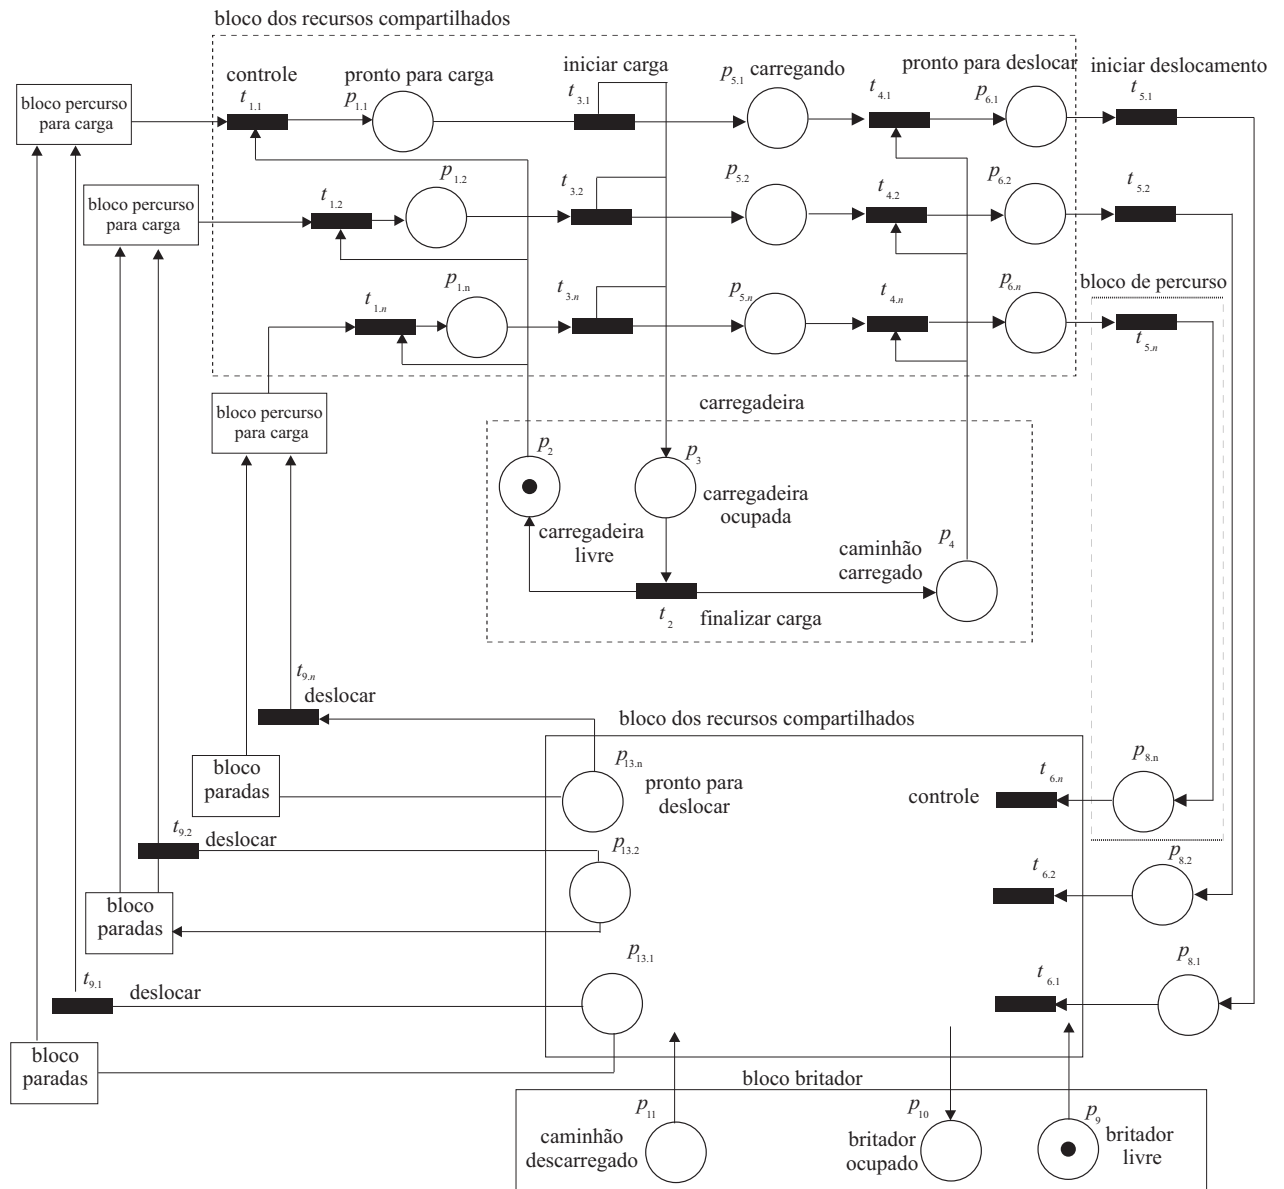 bloco dos recursos compartilhados
controle
pronto para carga
iniciar carga
p5.1 carregando
pronto para deslocar
iniciar deslocamento
bloco percurso
para carga
t1.1
p1.1
t3.1
t4.1
p6.1
t5.1
bloco percurso
para carga
t1.2
p1.2
t3.2
p5.2
t4.2
p6.2
t5.2
t1.n
p1.n
t3.n
p5.n
t4.n
p6.n
bloco de percurso
t5.n
bloco percurso
para carga
carregadeira
p2
carregadeira
livre
p3
carregadeira
ocupada
caminhão
carregado
p4
t2
finalizar carga
t9.n
deslocar
bloco dos recursos compartilhados
bloco
paradas
p13.n
pronto para
deslocar
controle
t6.n
p8.n
t9.2
deslocar
p13.2
t6.2
p8.2
bloco
paradas
t9.1
deslocar
p13.1
t6.1
p8.1
bloco
paradas
bloco britador
p11
caminhão
descarregado
p10
britador
ocupado
p9
britador
livre